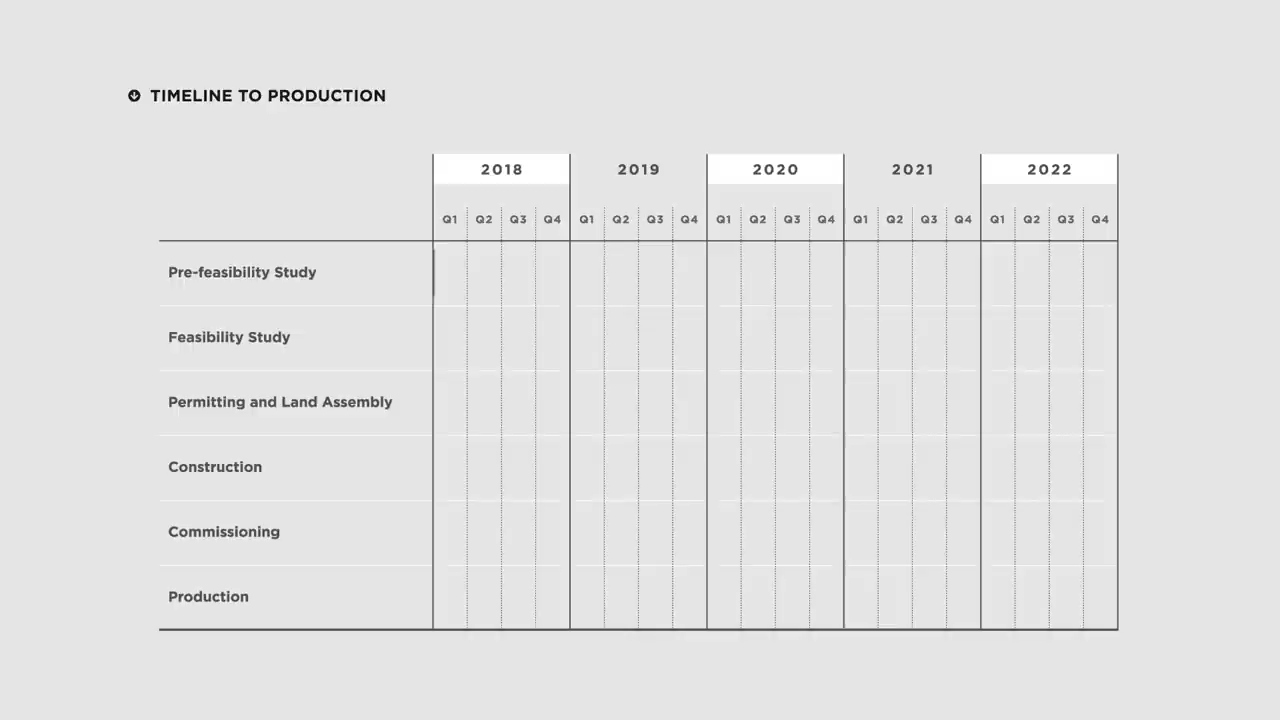 TIMELINE TO PRODUCTION
2018 2019 2020 2021 2022
Q1 Q2 Q3 Q4 Q1 Q2 Q3 Q4 Q1 Q2 Q3 Q4 Q1 Q2 Q3 Q4 Q1 Q2 Q3 Q4
Pre-feasibility Study
Feasibility Study
Permitting and Land Assembly
Construction
Commissioning
Production